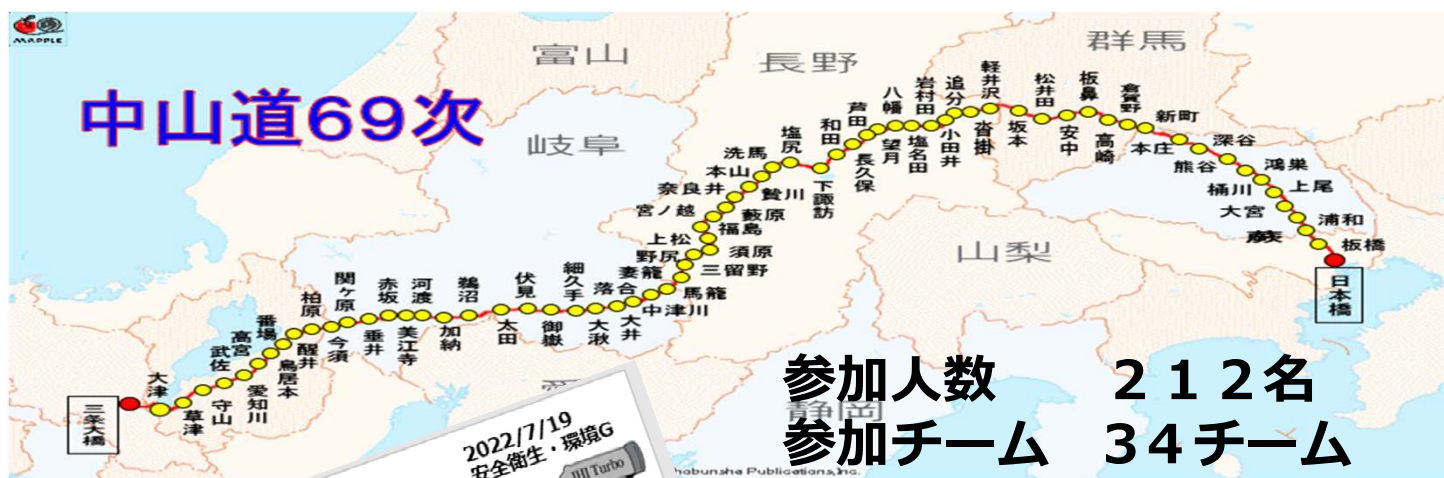 MAPPLE
中山道69次
富山
長野
群馬
岐阜
山梨
静岡
日本橋
板橋
浦和
大宮
上尾
桶川
鴻巣
熊谷
深谷
本庄
新町
倉賀野
高崎
板鼻
安中
松井田
坂本
軽井沢
沓掛
追分
小田井
岩村田
塩名田
八幡
望月
芦田
長久保
和田
下諏訪
塩尻
洗馬
本山
贄川
奈良井
藪原
宮ノ越
福島
上松
須原
野尻
三留野
妻籠
馬籠
落合
中津川
大井
大湫
細久手
御嶽
伏見
太田
鵜沼
加納
河渡
美江寺
赤坂
垂井
関ヶ原
今須
柏原
醒井
番場
鳥居本
高宮
愛知川
武佐
守山
草津
大津
三条大橋
参加人数 212名
参加チーム 34チーム
2022/7/19
安全衛生・環境G
IHI Turbo
hobunsha Publications,Inc.